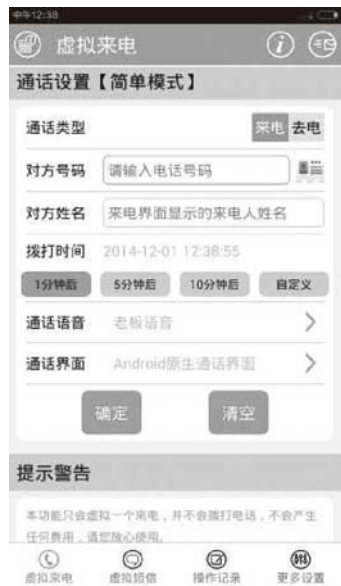 中午12:38
虚拟来电
通话设置【简单模式】
通话类型 来电 去电
对方号码 请输入电话号码
对方姓名 来电界面显示的来电人姓名
拨打时间 2014-12-01 12:38:55
1分钟后 5分钟后 10分钟后 自定义
通话语音 老板语音
通话界面 Android原生通话界面
确定 清空
提示警告
本功能只会虚拟一个来电，并不会拨打电话，不会产生
任何费用，请您放心使用。
虚拟来电 虚拟短信 操作记录 更多设置